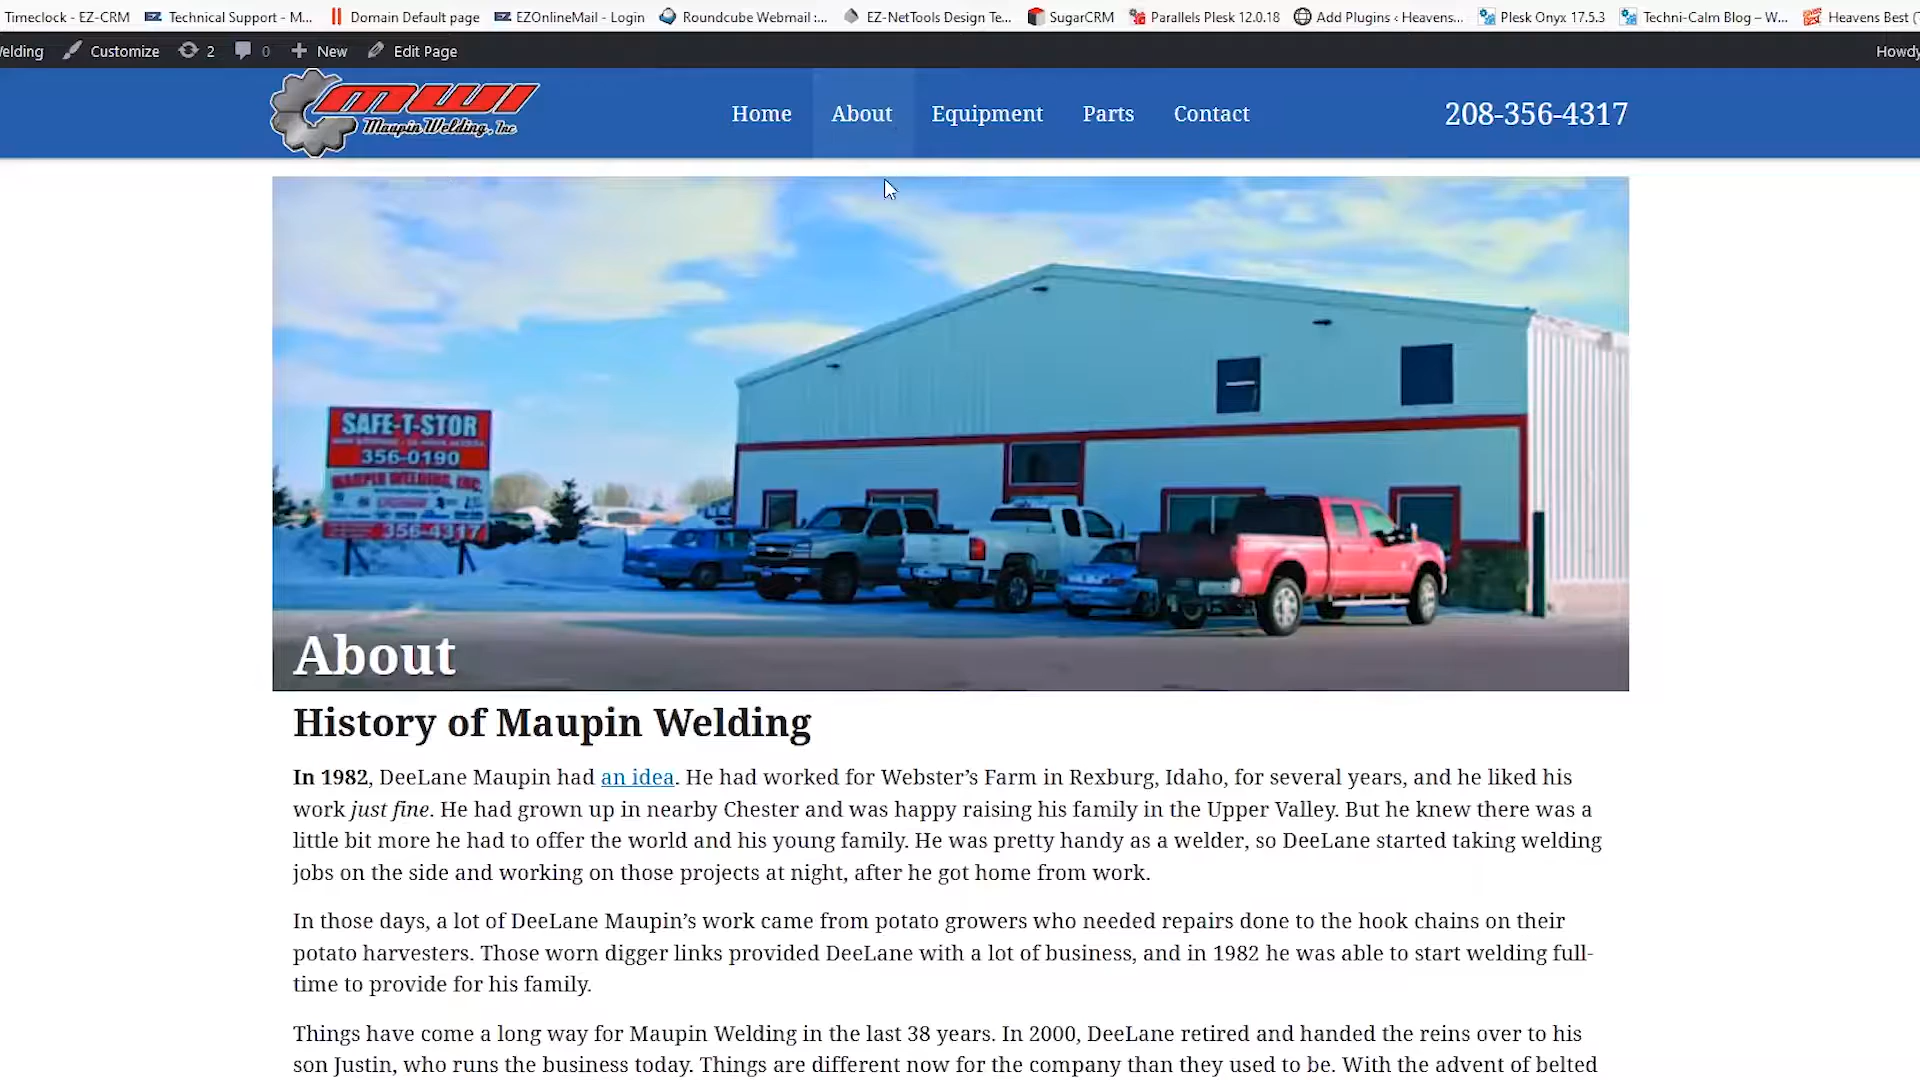 Timeclock - EZ-CRM Technical Support - M... Domain Default page EZOnlineMail - Login Roundcube Webmail :... EZ-NetTools Design Te... SugarCRM Parallels Plesk 12.0.18 Add Plugins ‹ Heavens... Plesk Onyx 17.5.3 Techni-Calm Blog – W... Heavens Best (
elding Customize 2 0 New Edit Page Howdy
MWI
Maupin Welding, Inc
Home About Equipment Parts Contact 208-356-4317
SAFE-T-STOR
356-0190
MAUPIN WELDING, INC.
356-4317
About
History of Maupin Welding
In 1982, DeeLane Maupin had an idea. He had worked for Webster’s Farm in Rexburg, Idaho, for several years, and he liked his
work just fine. He had grown up in nearby Chester and was happy raising his family in the Upper Valley. But he knew there was a
little bit more he had to offer the world and his young family. He was pretty handy as a welder, so DeeLane started taking welding
jobs on the side and working on those projects at night, after he got home from work.
In those days, a lot of DeeLane Maupin’s work came from potato growers who needed repairs done to the hook chains on their
potato harvesters. Those worn digger links provided DeeLane with a lot of business, and in 1982 he was able to start welding full-
time to provide for his family.
Things have come a long way for Maupin Welding in the last 38 years. In 2000, DeeLane retired and handed the reins over to his
son Justin, who runs the business today. Things are different now for the company than they used to be. With the advent of belted